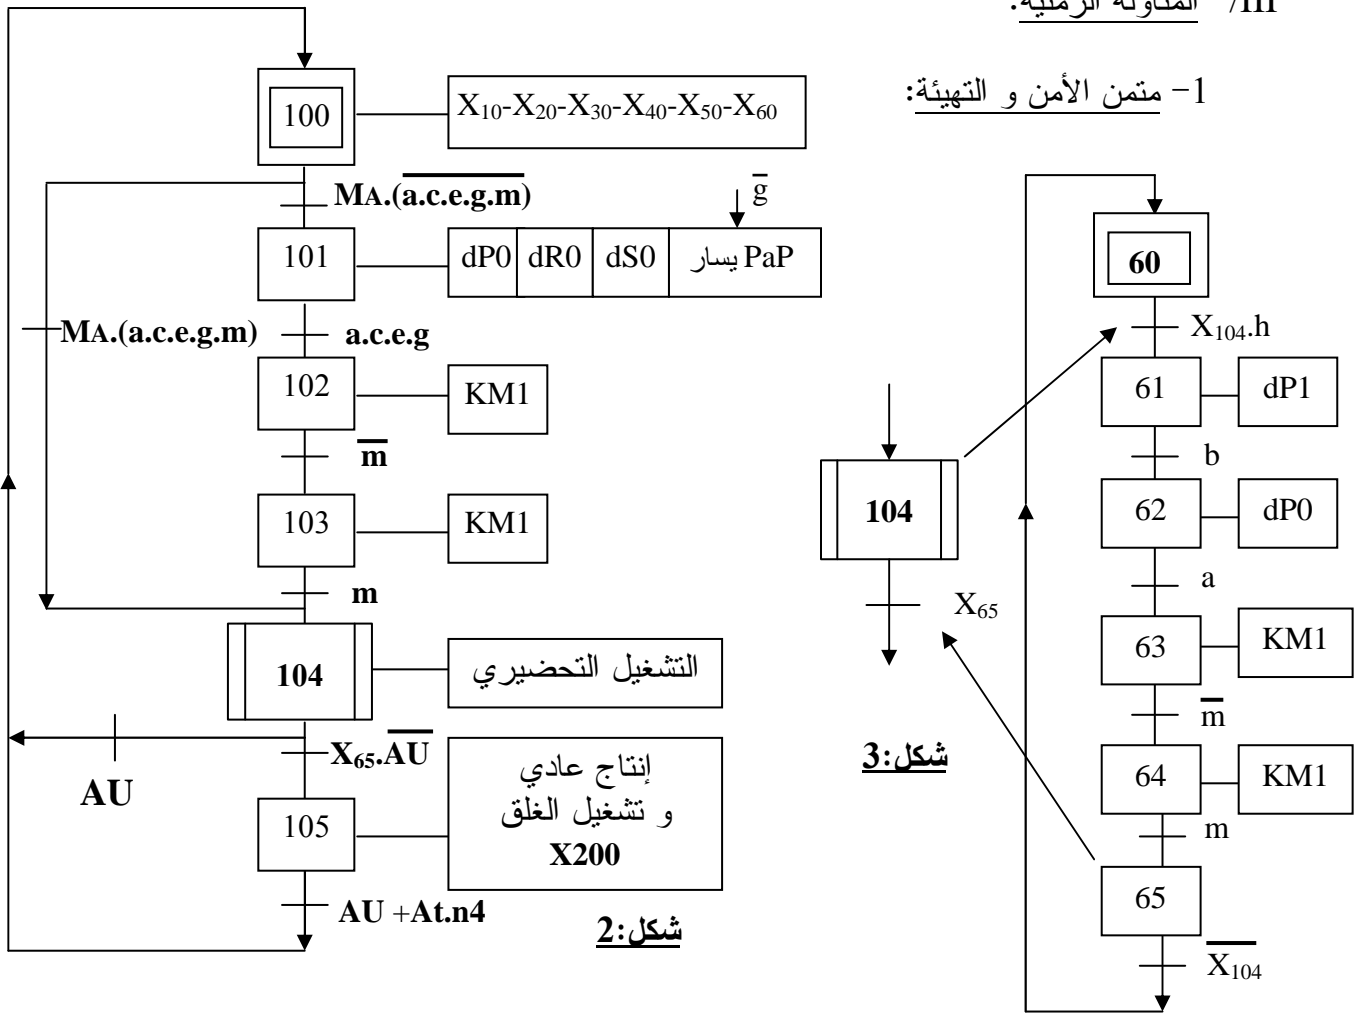 III/ المناولة الزمنية:
1- متمن الأمن و التهيئة:
100
X10-X20-X30-X40-X50-X60
MA.(a.c.e.g.m)
g
101
dP0 dR0 dS0 PaP يسار
MA.(a.c.e.g.m)
a.c.e.g
102
KM1
m
103
KM1
m
104
التشغيل التحضيري
AU
X65.AU
105
إنتاج عادي
و تشغيل الغلق
X200
AU +At.n4
شكل:2
60
X104.h
61
dP1
b
62
dP0
a
63
KM1
m
64
KM1
m
65
X104
104
X65
شكل:3